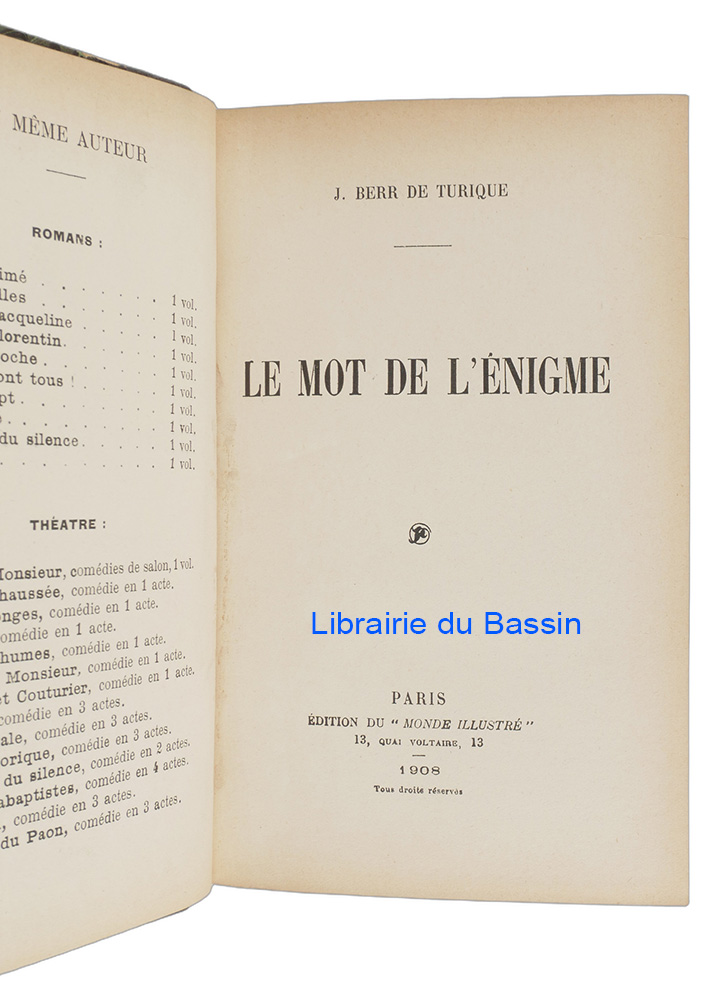 MÊME AUTEUR
ROMANS :
imé . . . . . . 1 vol.
lles . . . . . . 1 vol.
acqueline . . . . . 1 vol.
lorentin. . . . . . 1 vol.
oche . . . . . . 1 vol.
ont tous ! . . . . . 1 vol.
pt . . . . . . . 1 vol.
. . . . . . . 1 vol.
du silence. . . . . 1 vol.
. . . . . . . 1 vol.
THÉATRE :
Monsieur, comédies de salon, 1 vol.
haussée, comédie en 1 acte.
onges, comédie en 1 acte.
comédie en 1 acte.
humes, comédie en 1 acte.
Monsieur, comédie en 1 acte.
et Couturier, comédie en 1 acte.
comédie en 3 actes.
ale, comédie en 3 actes.
orique, comédie en 3 actes.
du silence, comédie en 2 actes.
abaptistes, comédie en 4 actes.
, comédie en 3 actes.
du Paon, comédie en 3 actes.
J. BERR DE TURIQUE
LE MOT DE L'ÉNIGME
Librairie du Bassin
PARIS
ÉDITION DU " MONDE ILLUSTRÉ "
13, QUAI VOLTAIRE, 13
1908
Tous droits réservés